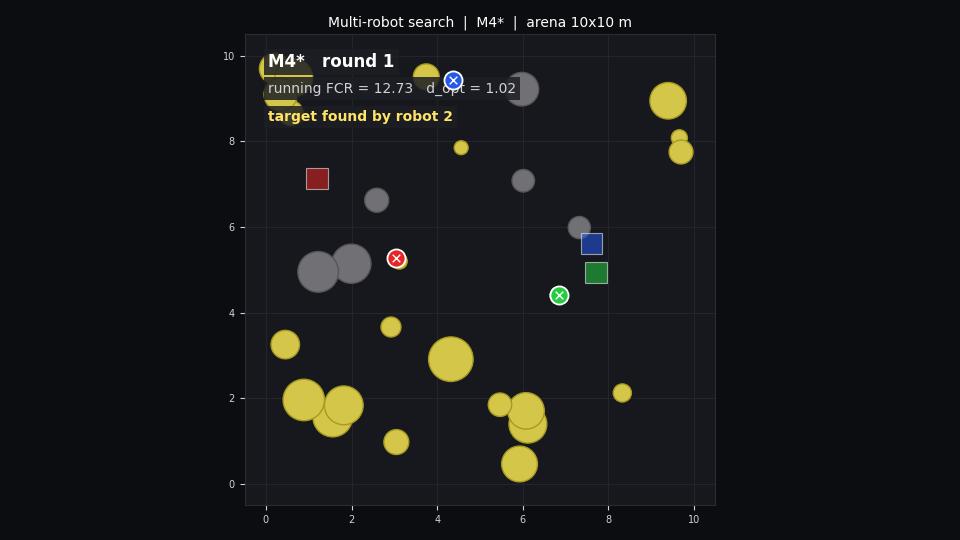 Multi-robot search | M4* | arena 10x10 m
M4* round 1
running FCR = 12.73 d_opt = 1.02
target found by robot 2
10
8
6
4
2
0
0 2 4 6 8 10